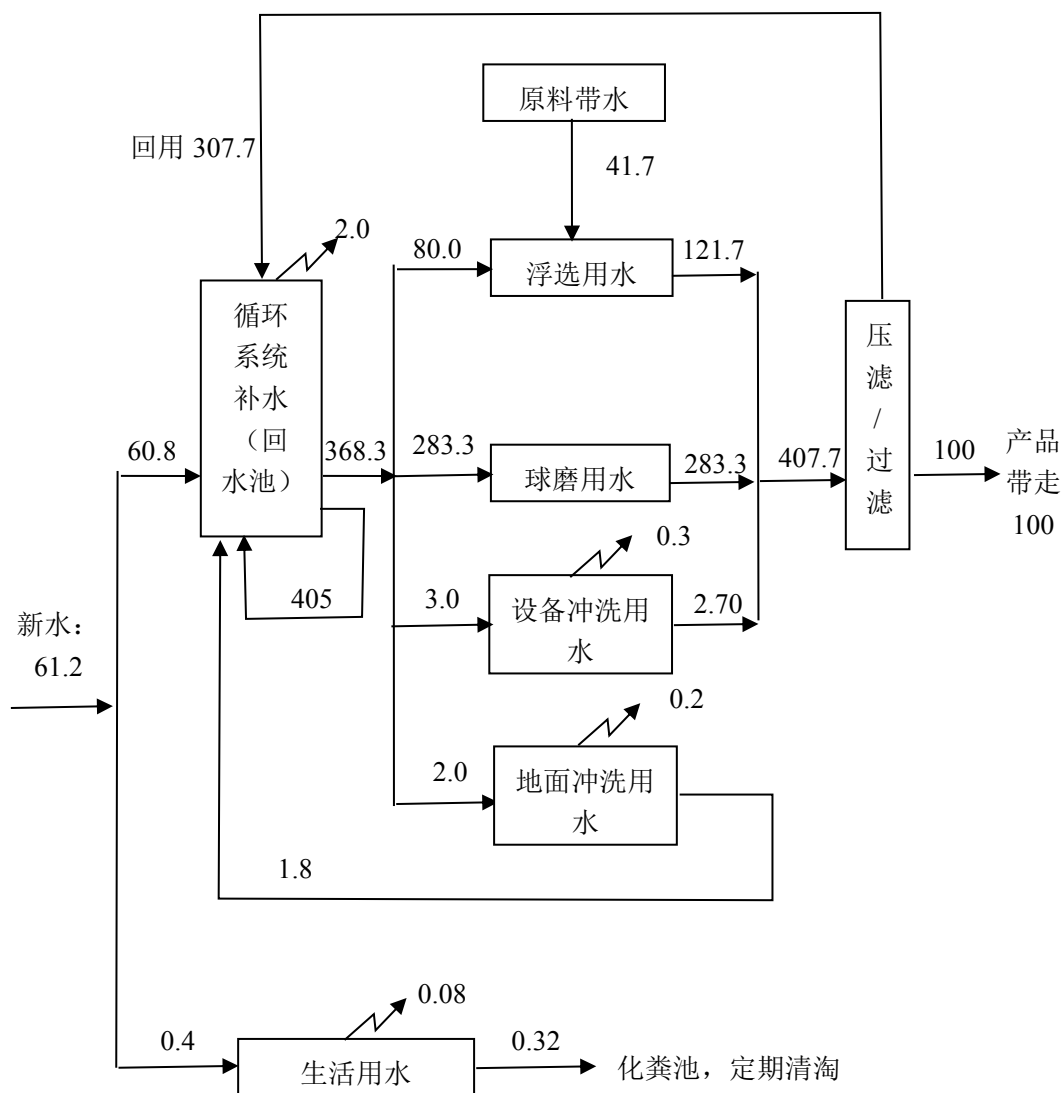 原料带水
回用 307.7
41.7
2.0
80.0
浮选用水
121.7
循环
系统
补水
（回
水池）
压
滤
/
过
滤
60.8
368.3
283.3
球磨用水
283.3
407.7
100
产品
带走
100
0.3
405
3.0
设备冲洗用
水
2.70
新水：
61.2
0.2
2.0
地面冲洗用
水
1.8
0.08
0.4
生活用水
0.32
化粪池，定期清淘